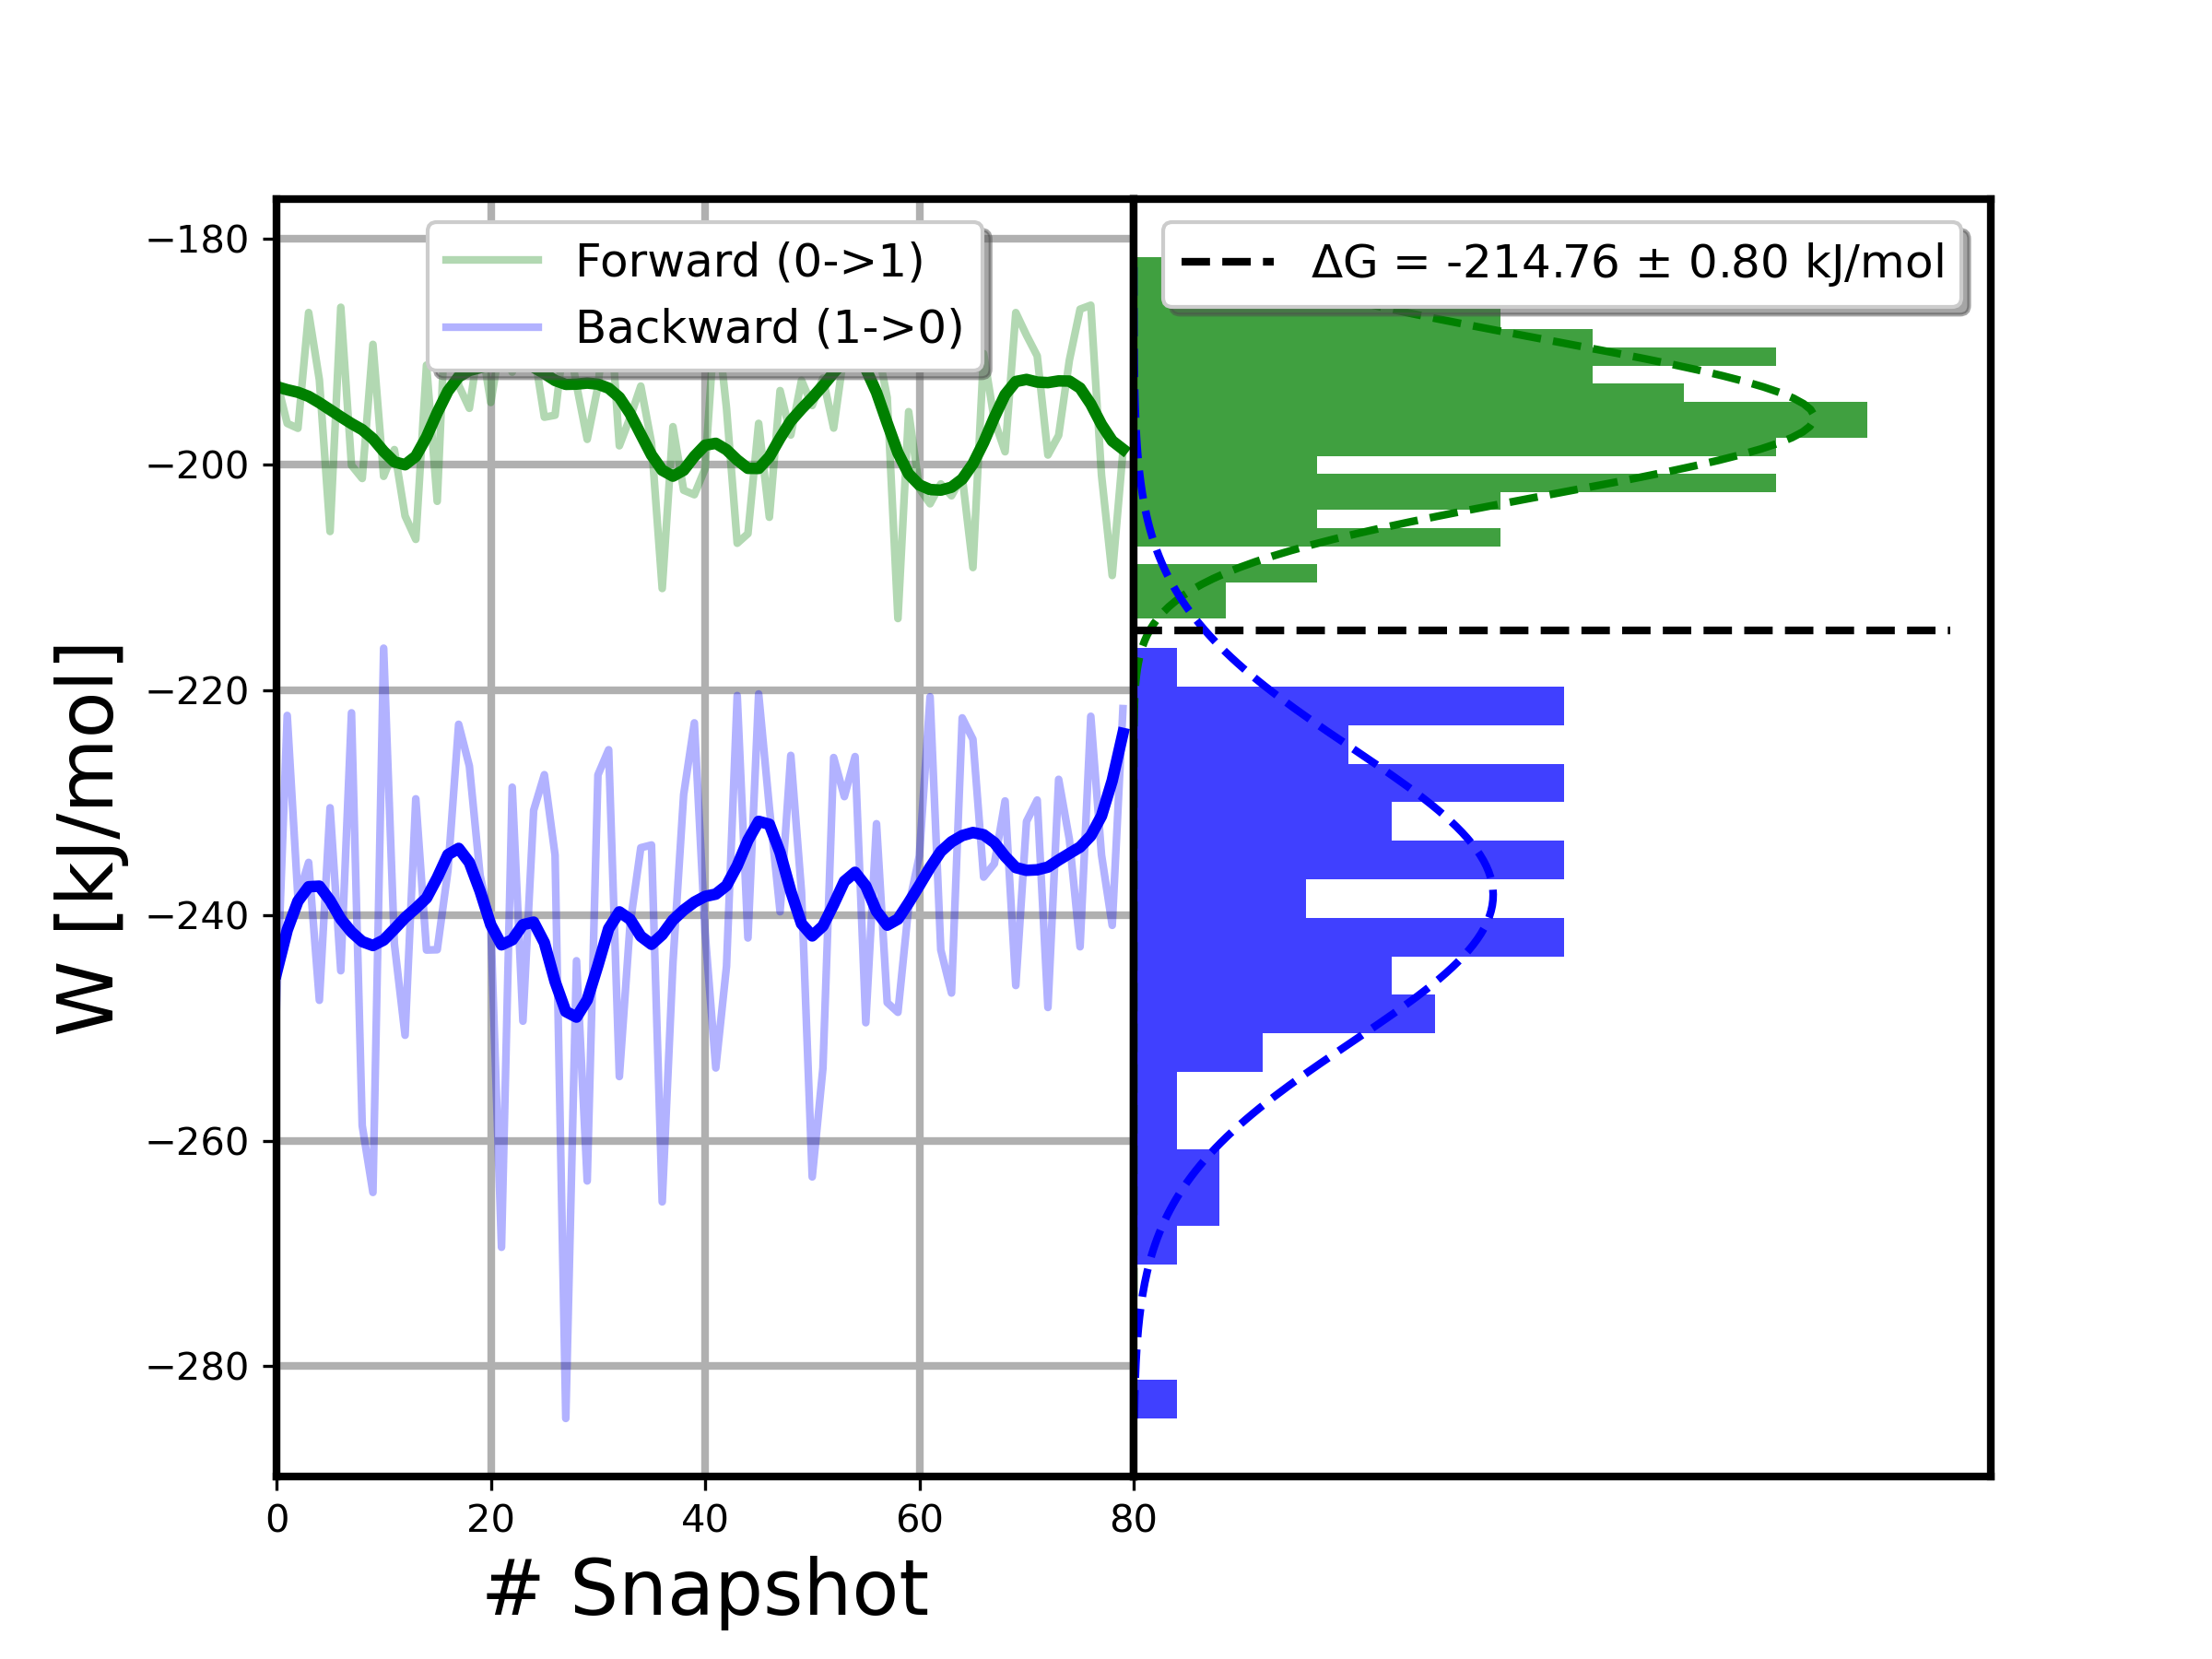 Forward (0->1)
Backward (1->0)
ΔG = -214.76 ± 0.80 kJ/mol
W [kJ/mol]
−180
−200
−220
−240
−260
−280
0 20 40 60 80
# Snapshot